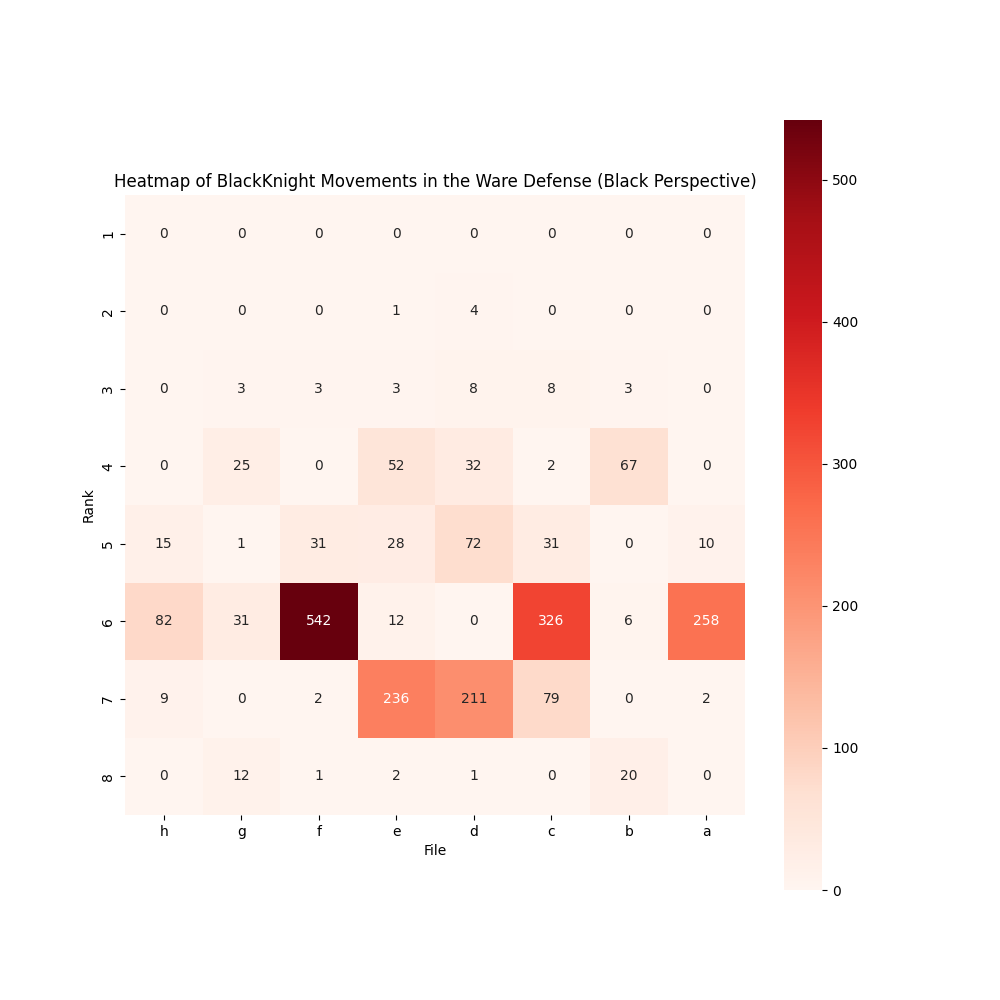 Heatmap of BlackKnight Movements in the Ware Defense (Black Perspective)
1 0 0 0 0 0 0 0 0
2 0 0 0 1 4 0 0 0
3 0 3 3 3 8 8 3 0
4 0 25 0 52 32 2 67 0
5 15 1 31 28 72 31 0 10
6 82 31 542 12 0 326 6 258
7 9 0 2 236 211 79 0 2
8 0 12 1 2 1 0 20 0
h g f e d c b a
File
Rank
500
400
300
200
100
0